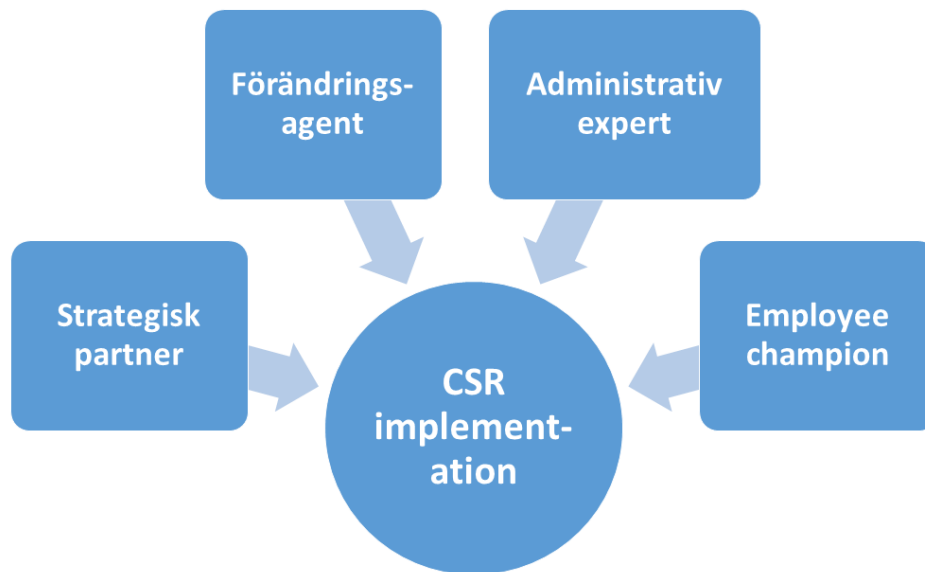 Förändrings-
agent
Administrativ
expert
Strategisk
partner
Employee
champion
CSR
implement-
ation